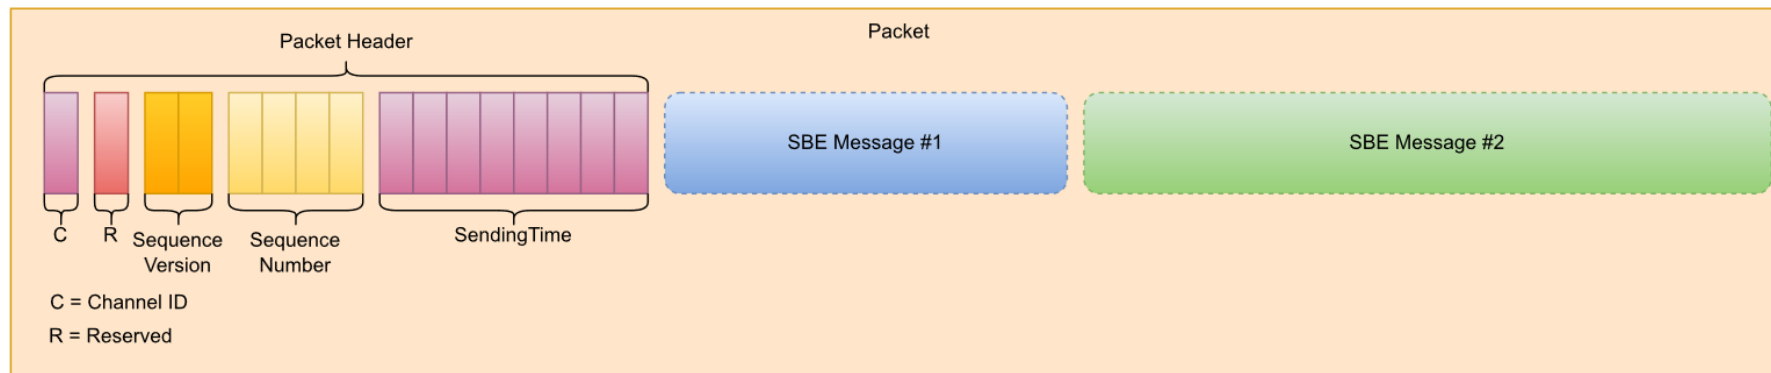 Packet
Packet Header
SBE Message #1
SBE Message #2
C
R
Sequence
Version
Sequence
Number
SendingTime
C = Channel ID
R = Reserved